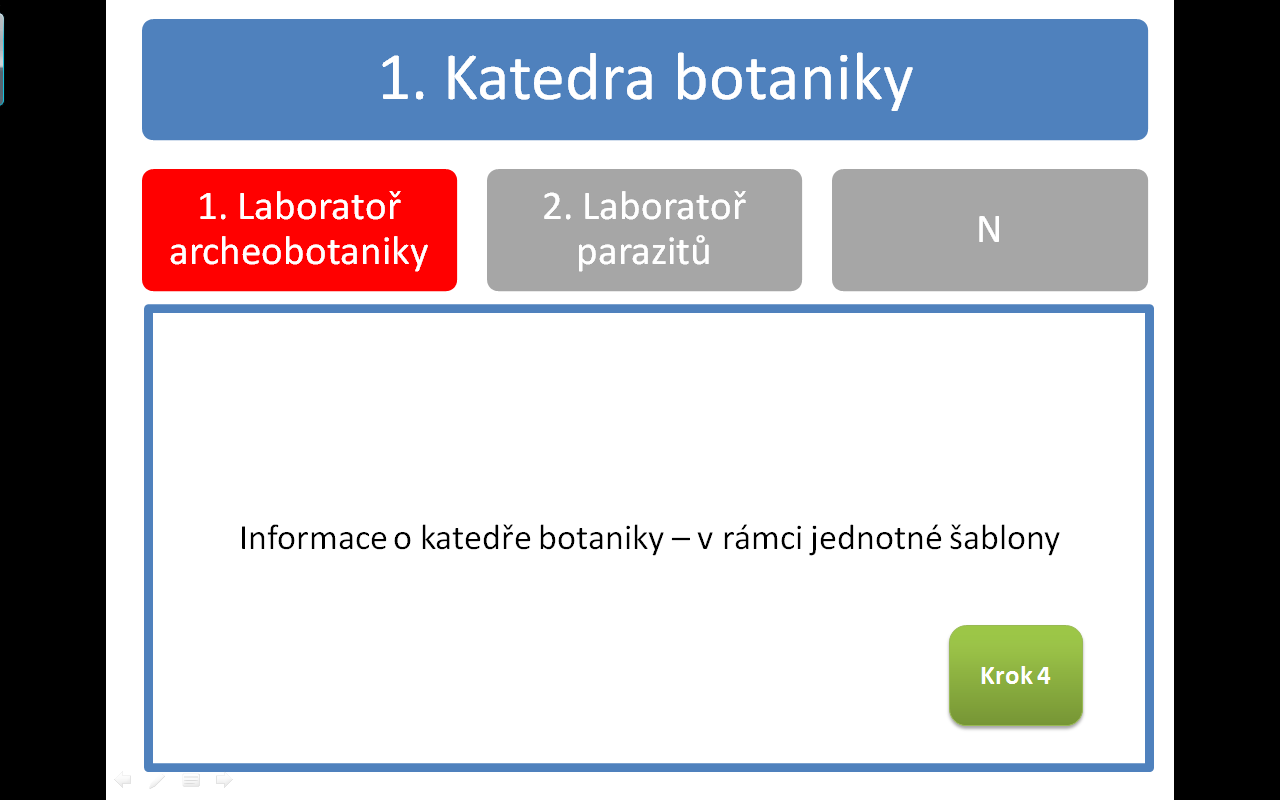 1. Katedra botaniky
1. Laboratoř
archeobotaniky
2. Laboratoř
parazitů
N
Informace o katedře botaniky – v rámci jednotné šablony
Krok 4